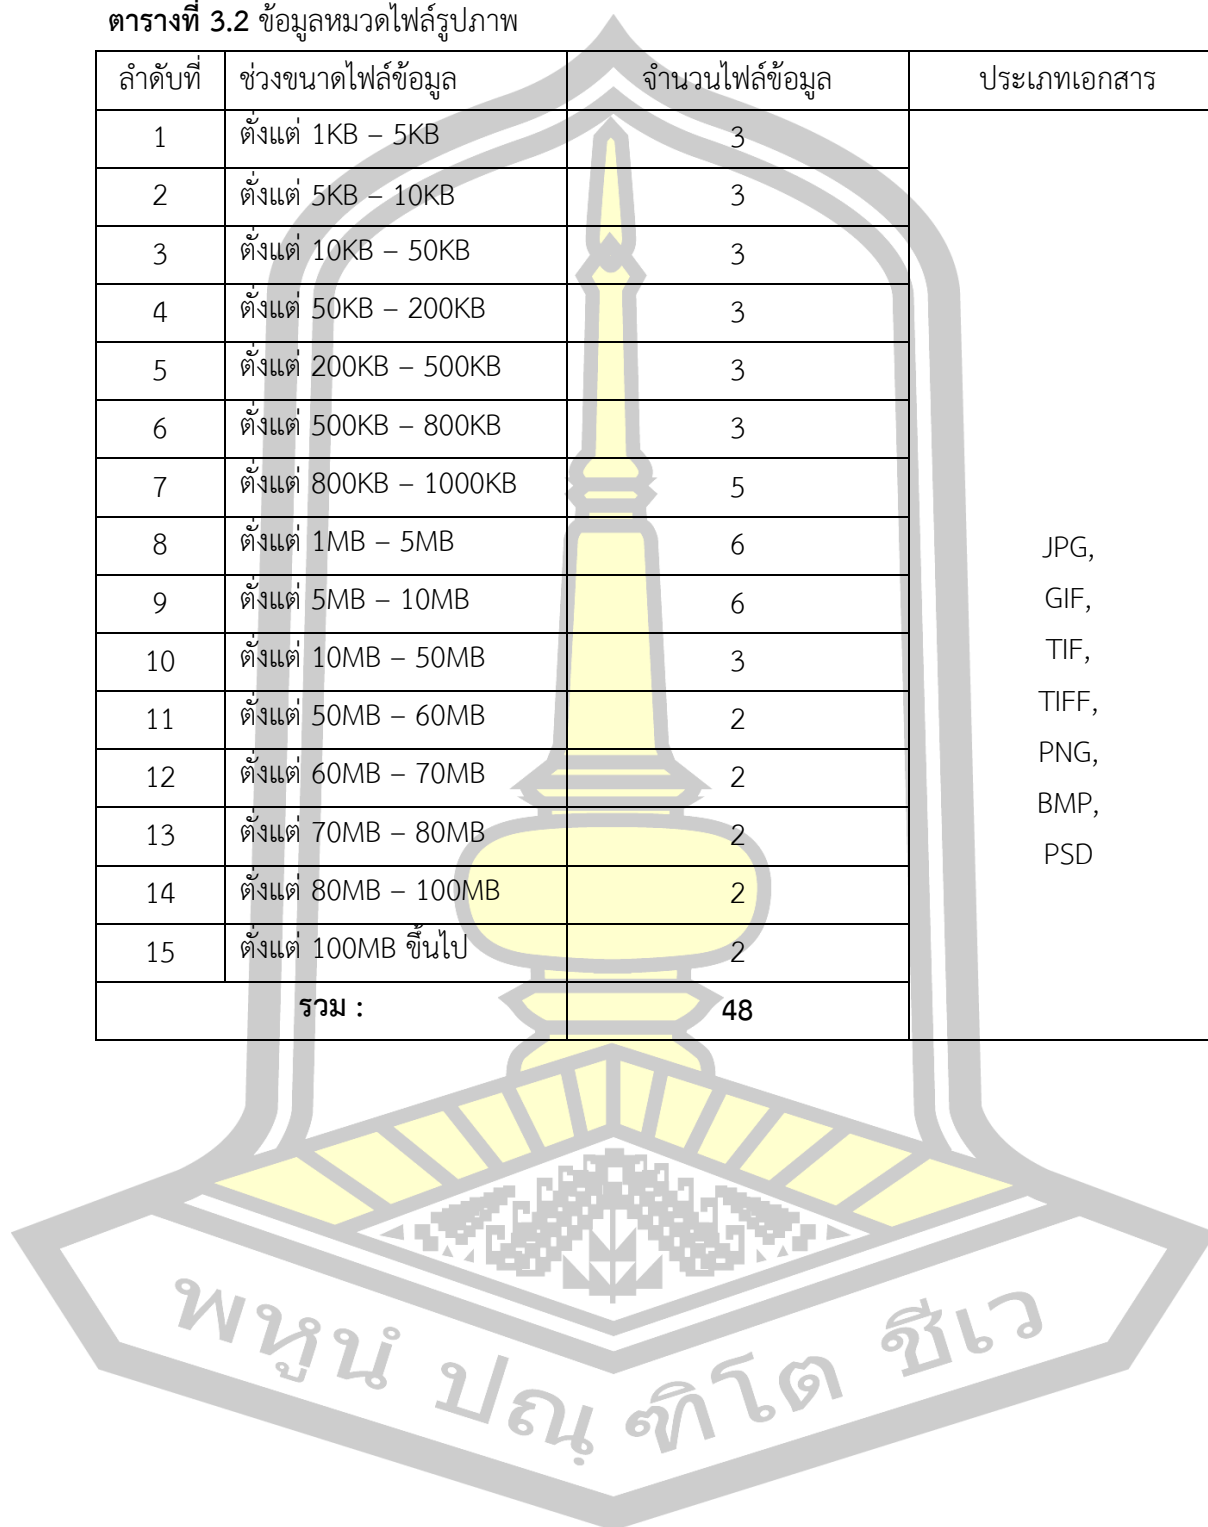 ตารางที่ 3.2 ข้อมูลหมวดไฟล์รูปภาพ
ลำดับที่ ช่วงขนาดไฟล์ข้อมูล จำนวนไฟล์ข้อมูล ประเภทเอกสาร
1 ตั้งแต่ 1KB – 5KB 3
2 ตั้งแต่ 5KB – 10KB 3
3 ตั้งแต่ 10KB – 50KB 3
4 ตั้งแต่ 50KB – 200KB 3
5 ตั้งแต่ 200KB – 500KB 3
6 ตั้งแต่ 500KB – 800KB 3
7 ตั้งแต่ 800KB – 1000KB 5
8 ตั้งแต่ 1MB – 5MB 6
9 ตั้งแต่ 5MB – 10MB 6
10 ตั้งแต่ 10MB – 50MB 3
11 ตั้งแต่ 50MB – 60MB 2
12 ตั้งแต่ 60MB – 70MB 2
13 ตั้งแต่ 70MB – 80MB 2
14 ตั้งแต่ 80MB – 100MB 2
15 ตั้งแต่ 100MB ขึ้นไป 2
รวม : 48
JPG,
GIF,
TIF,
TIFF,
PNG,
BMP,
PSD
พหูนํ ปณฺฑิโต ชีเว